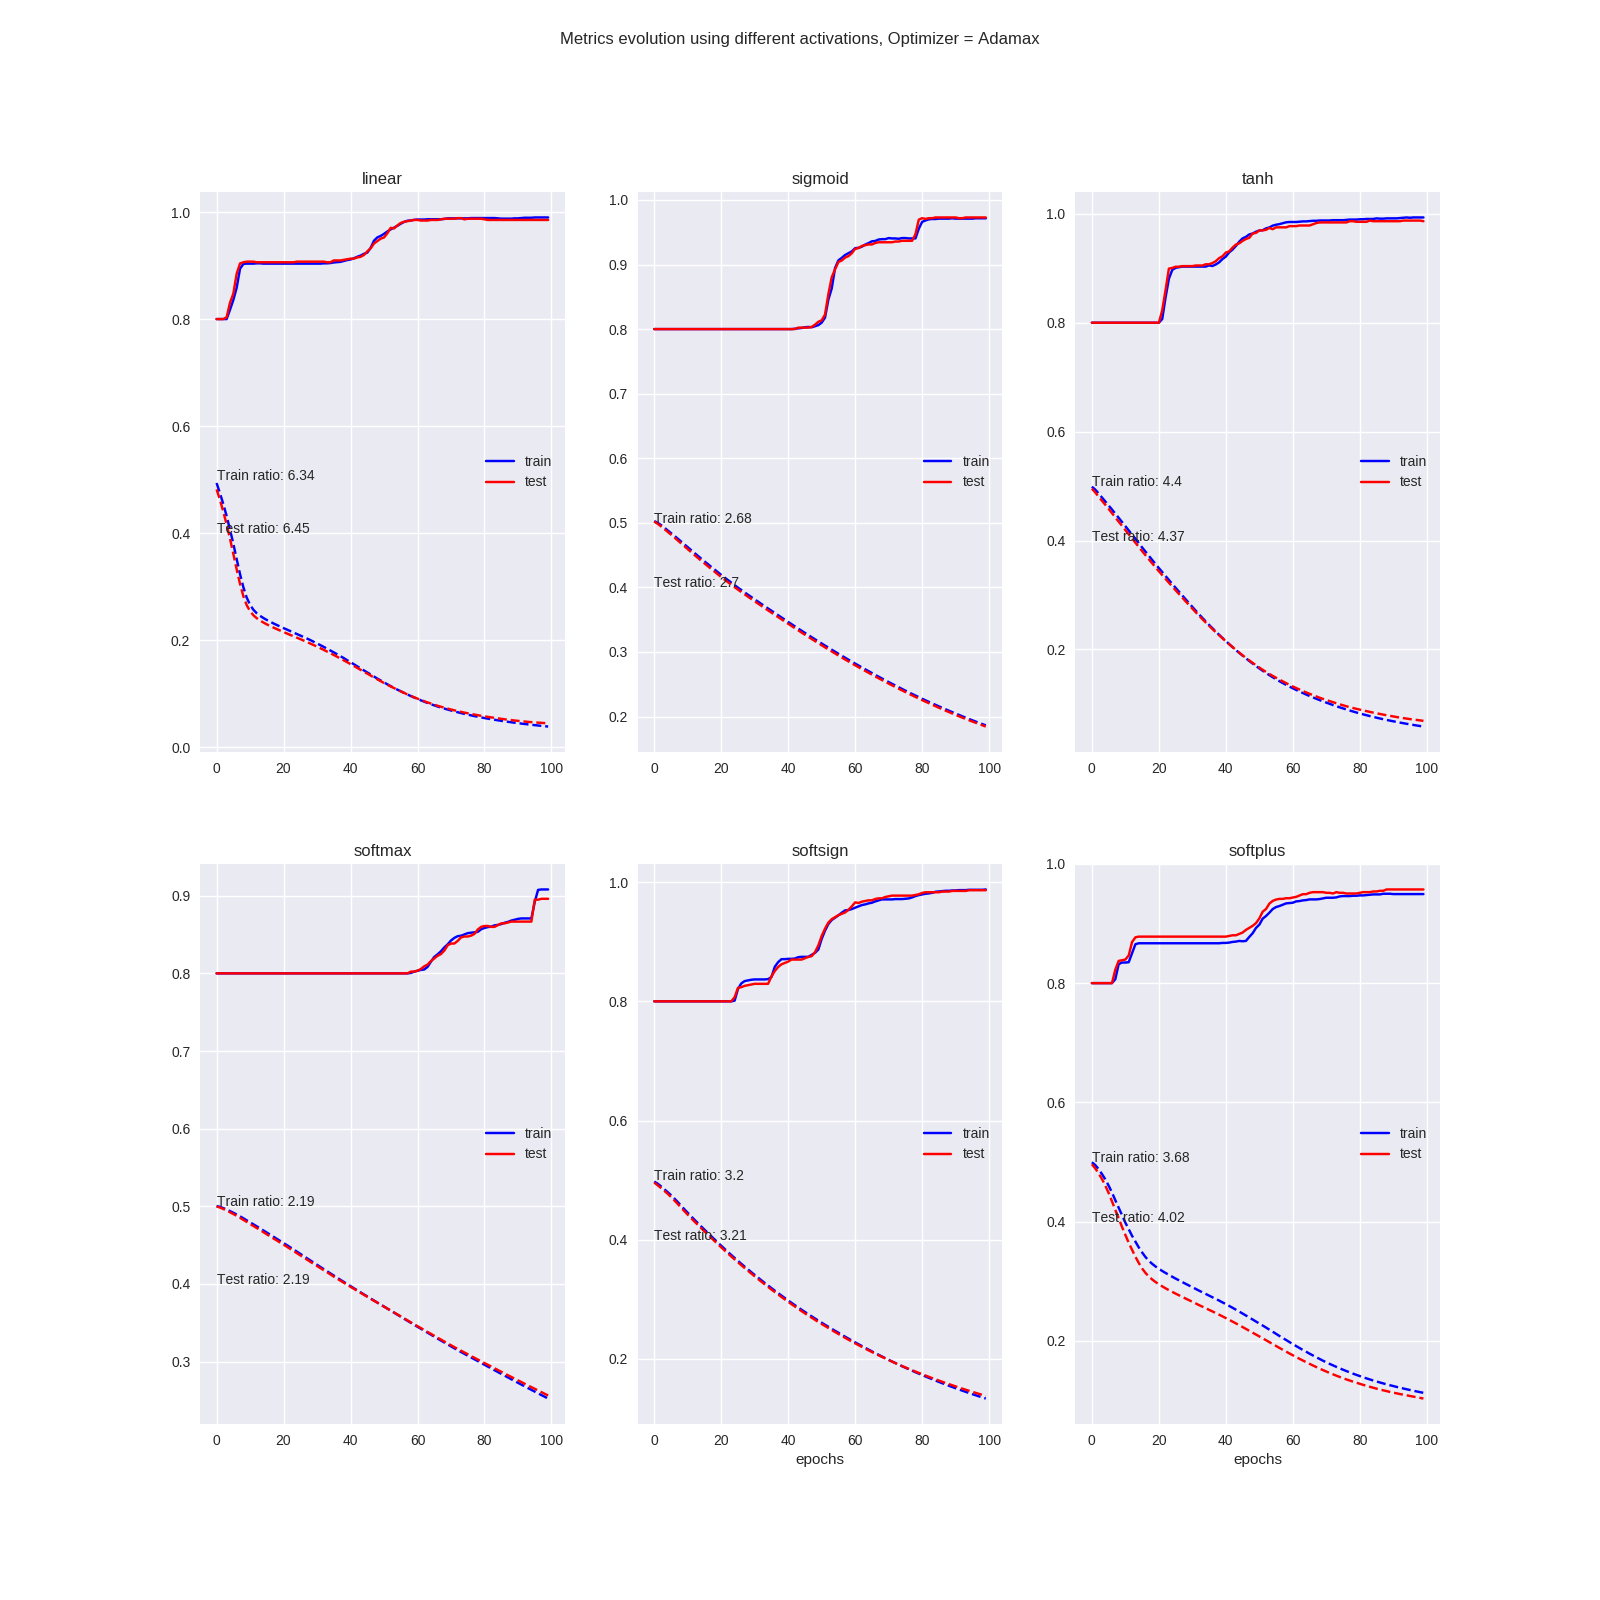 Metrics evolution using different activations, Optimizer = Adamax
linear
1.0
0.8
0.6
0.4
0.2
0.0
Train ratio: 6.34
Test ratio: 6.45
train
test
0 20 40 60 80 100
sigmoid
1.0
0.9
0.8
0.7
0.6
0.5
0.4
0.3
0.2
train
test
Train ratio: 2.68
Test ratio: 2.7
0 20 40 60 80 100
tanh
1.0
0.8
0.6
0.4
0.2
train
test
Train ratio: 4.4
Test ratio: 4.37
0 20 40 60 80 100
softmax
0.9
0.8
0.7
0.6
0.5
0.4
0.3
train
test
Train ratio: 2.19
Test ratio: 2.19
0 20 40 60 80 100
softsign
1.0
0.8
0.6
0.4
0.2
train
test
Train ratio: 3.2
Test ratio: 3.21
0 20 40 60 80 100
epochs
softplus
1.0
0.8
0.6
0.4
0.2
train
test
Train ratio: 3.68
Test ratio: 4.02
0 20 40 60 80 100
epochs